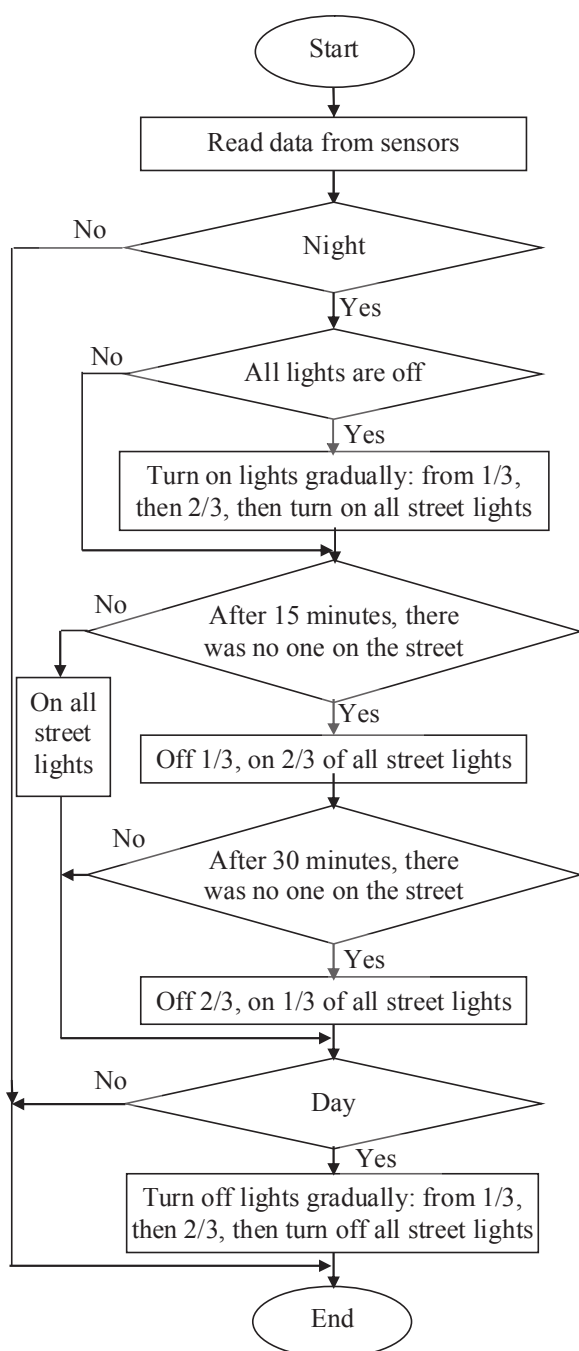 Start
Read data from sensors
No
Night
Yes
No
All lights are off
Yes
Turn on lights gradually: from 1/3,
then 2/3, then turn on all street lights
No
After 15 minutes, there
was no one on the street
On all
street
lights
Yes
Off 1/3, on 2/3 of all street lights
No
After 30 minutes, there
was no one on the street
Yes
Off 2/3, on 1/3 of all street lights
No
Day
Yes
Turn off lights gradually: from 1/3,
then 2/3, then turn off all street lights
End